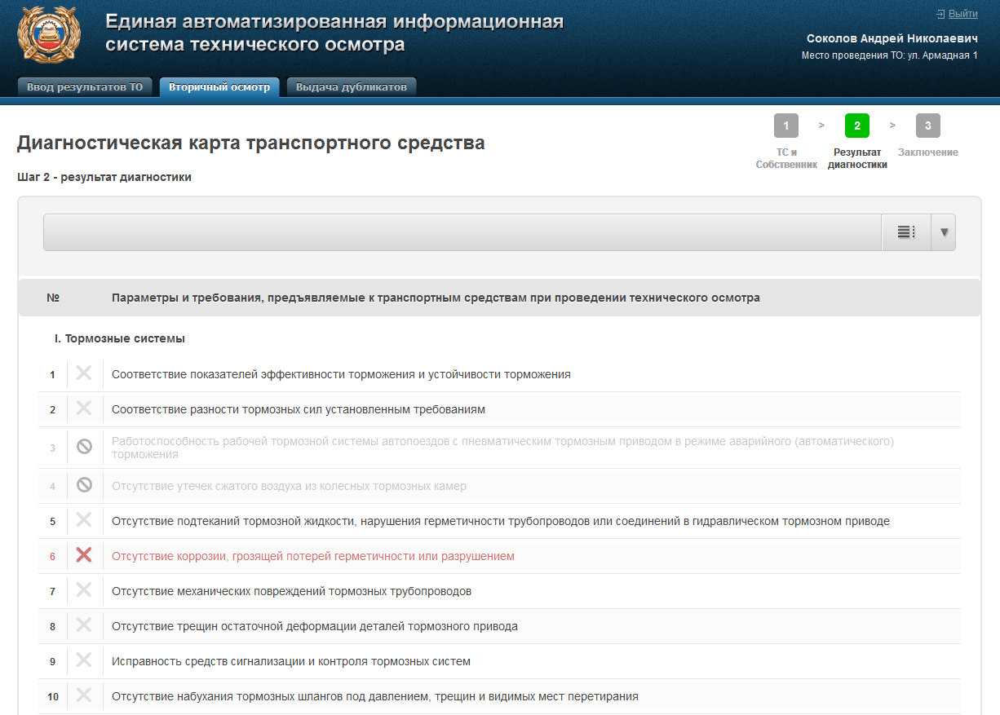 Единая автоматизированная информационная
система технического осмотра
Выйти
Соколов Андрей Николаевич
Место проведения ТО: ул. Армадная 1
Ввод результатов ТО
Вторичный осмотр
Выдача дубликатов
Диагностическая карта транспортного средства
Шаг 2 - результат диагностики
1 > 2 > 3
ТС и
Собственник
Результат
диагностики
Заключение
№ Параметры и требования, предъявляемые к транспортным средствам при проведении технического осмотра
I. Тормозные системы
1 Соответствие показателей эффективности торможения и устойчивости торможения
2 Соответствие разности тормозных сил установленным требованиям
3 Работоспособность рабочей тормозной системы автопоездов с пневматическим тормозным приводом в режиме аварийного (автоматического)
торможения
4 Отсутствие утечек сжатого воздуха из колесных тормозных камер
5 Отсутствие подтеканий тормозной жидкости, нарушения герметичности трубопроводов или соединений в гидравлическом тормозном приводе
6 Отсутствие коррозии, грозящей потерей герметичности или разрушением
7 Отсутствие механических повреждений тормозных трубопроводов
8 Отсутствие трещин остаточной деформации деталей тормозного привода
9 Исправность средств сигнализации и контроля тормозных систем
10 Отсутствие набухания тормозных шлангов под давлением, трещин и видимых мест перетирания